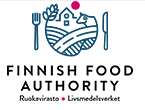 FINNISH FOOD
AUTHORITY
Ruokavirasto • Livsmedelsverket